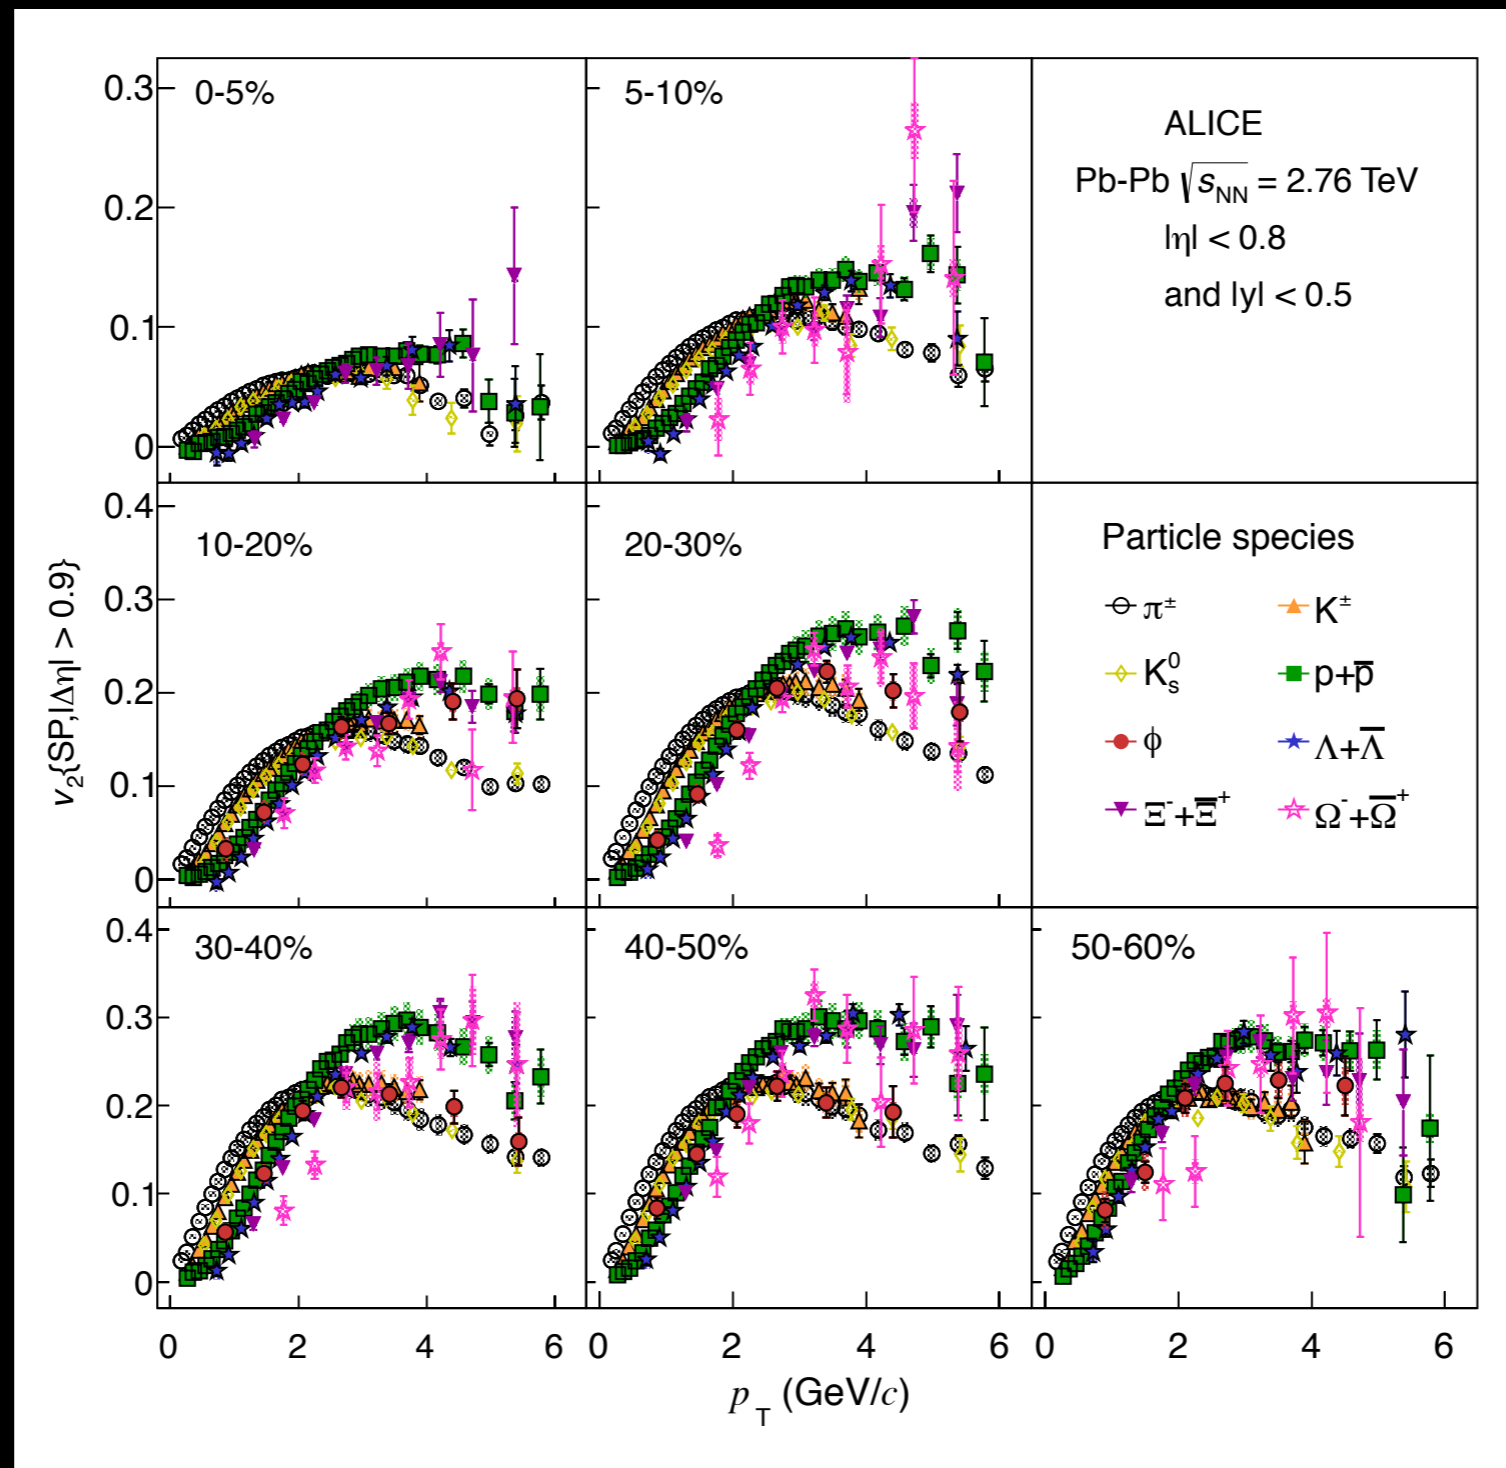 0-5%
5-10%
ALICE
Pb-Pb √s_NN = 2.76 TeV
|η| < 0.8
and |y| < 0.5
0.3
0.2
0.1
0
10-20%
20-30%
Particle species
π±
K±
K⁰s
p+p̅
ϕ
Λ+Λ̅
Ξ⁻+Ξ̅⁺
Ω⁻+Ω̅⁺
0.4
0.3
0.2
0.1
0
v₂{SP,|Δη| > 0.9}
30-40%
40-50%
50-60%
0.4
0.3
0.2
0.1
0
0 2 4 6 0 2 4 6 0 2 4 6
p_T (GeV/c)